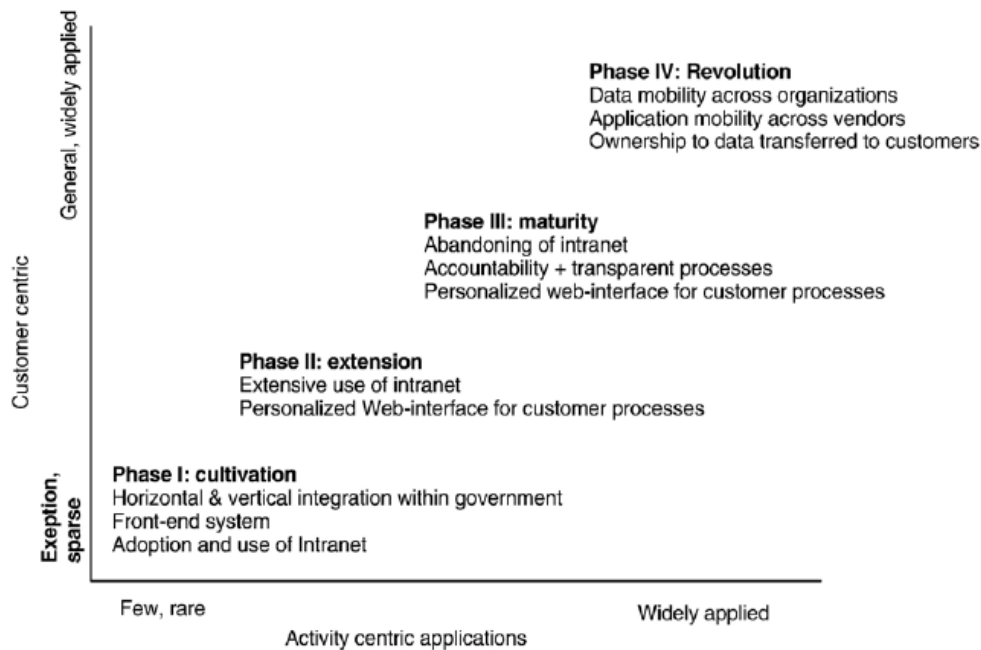 General, widely applied
Phase IV: Revolution
Data mobility across organizations
Application mobility across vendors
Ownership to data transferred to customers
Phase III: maturity
Abandoning of intranet
Accountability + transparent processes
Personalized web-interface for customer processes
Customer centric
Phase II: extension
Extensive use of intranet
Personalized Web-interface for customer processes
Exeption,
sparse
Phase I: cultivation
Horizontal & vertical integration within government
Front-end system
Adoption and use of Intranet
Few, rare
Widely applied
Activity centric applications